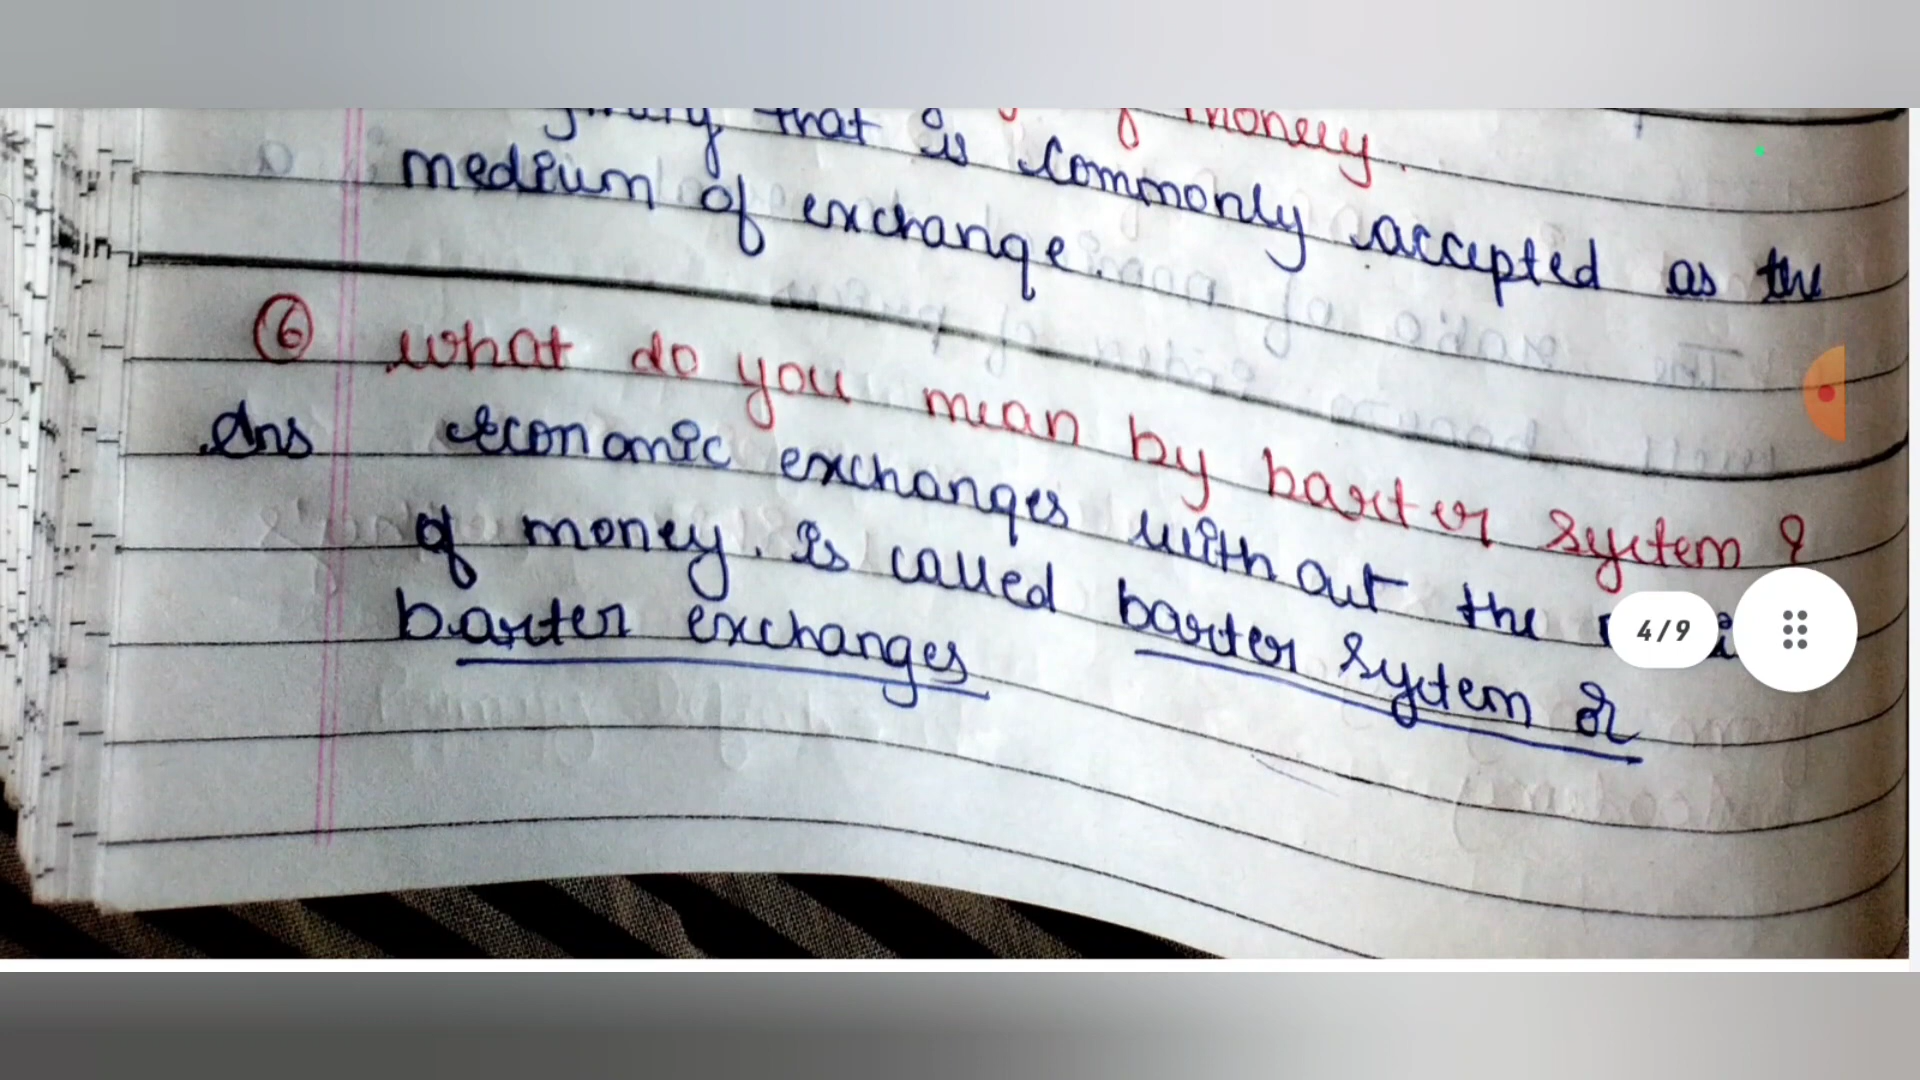 money.
that is commonly accepted as the
medium of exchange.
6 what do you mean by barter system ?
Ans economic exchanges without the
of money. is called barter system or
barter exchanges
4/9